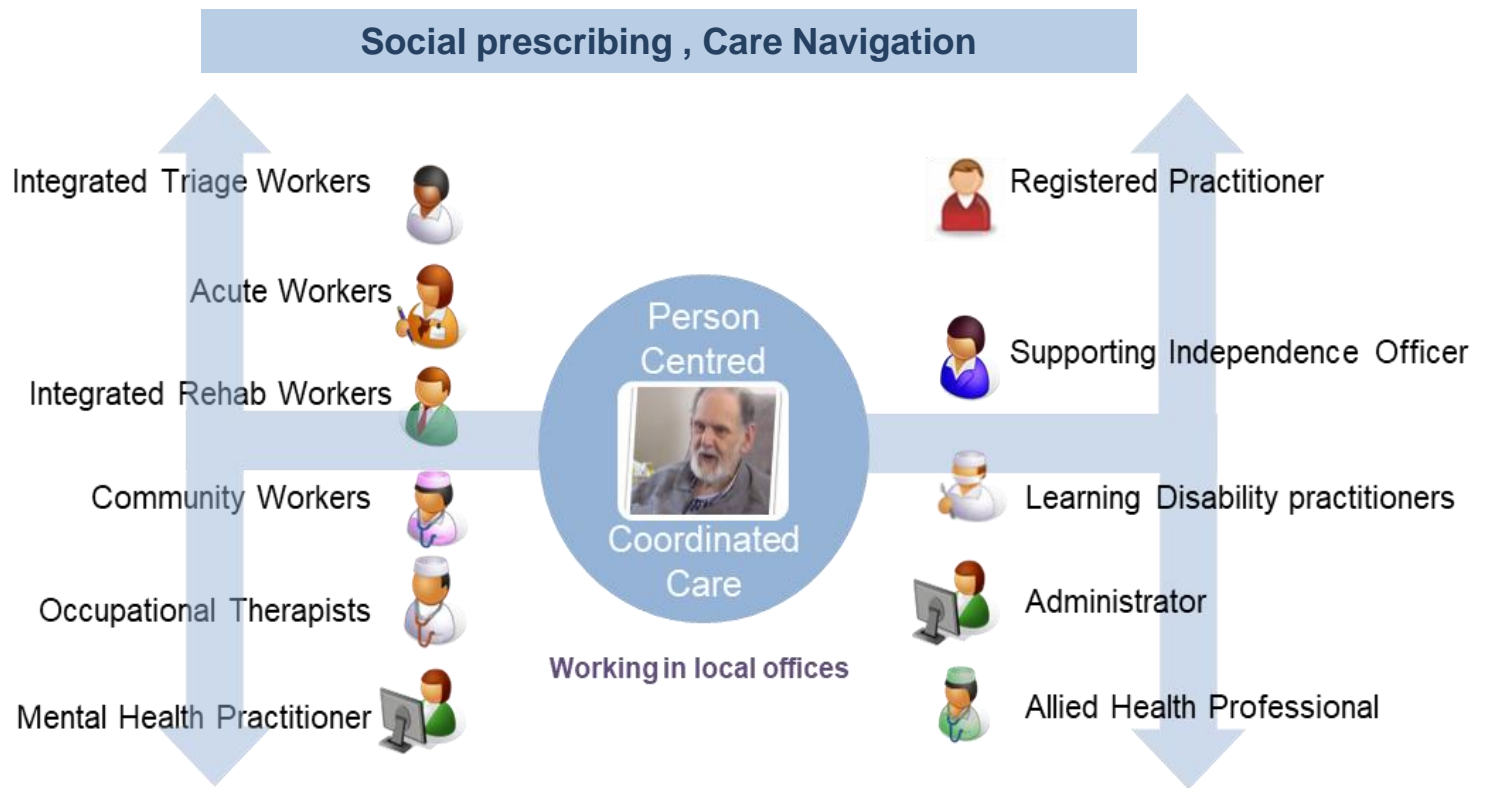 Social prescribing , Care Navigation
Integrated Triage Workers
Acute Workers
Integrated Rehab Workers
Community Workers
Occupational Therapists
Mental Health Practitioner
Person
Centred
Coordinated
Care
Working in local offices
Registered Practitioner
Supporting Independence Officer
Learning Disability practitioners
Administrator
Allied Health Professional